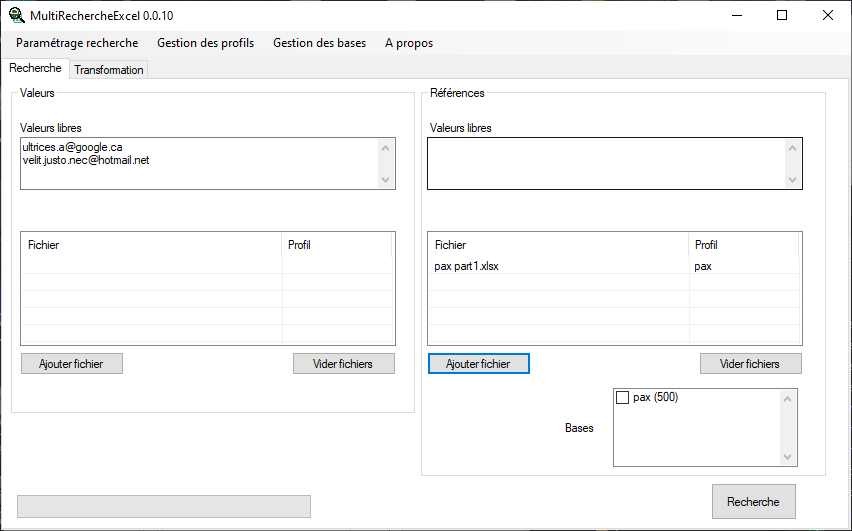 MultiRechercheExcel 0.0.10
Paramétrage recherche Gestion des profils Gestion des bases A propos
Recherche Transformation
Valeurs
Valeurs libres
ultrices.a@google.ca
velit.justo.nec@hotmail.net
Fichier Profil
Ajouter fichier Vider fichiers
Références
Valeurs libres
Fichier Profil
pax part1.xlsx pax
Ajouter fichier Vider fichiers
Bases
pax (500)
Recherche